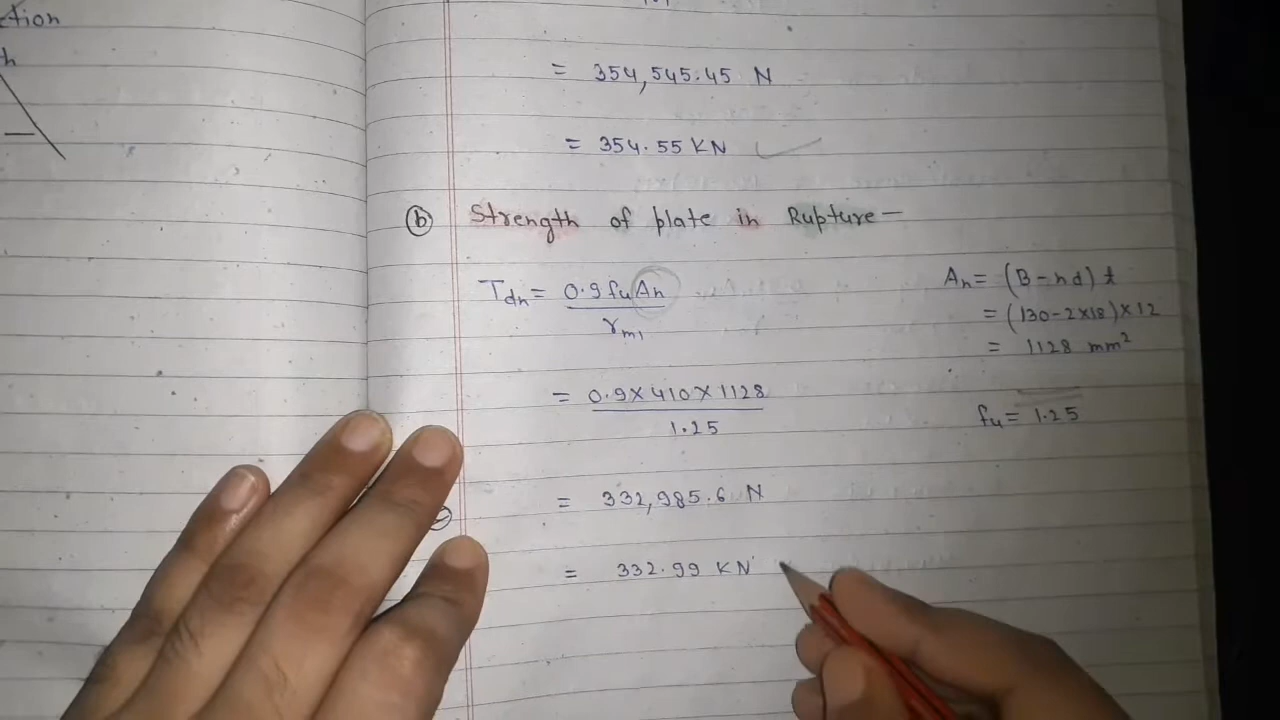 ction
h
= 354,545.45 N
= 354.55 KN
(b) Strength of plate in Rupture—
Tdn = 0.9 fu An
γm1
An = (B-nd) t
= (130-2×18)×12
= 1128 mm²
= 0.9×410×1128
1.25
fu = 1.25
= 332,985.6 N
= 332.99 KN